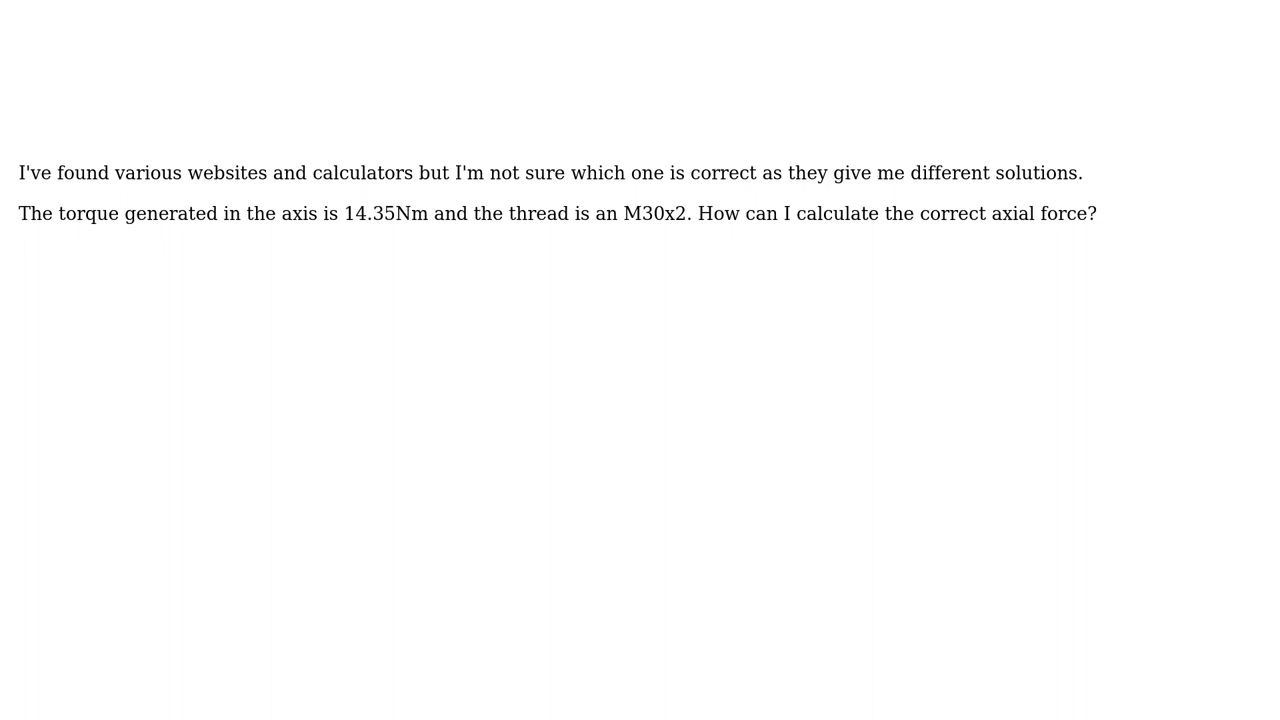 I've found various websites and calculators but I'm not sure which one is correct as they give me different solutions.
The torque generated in the axis is 14.35Nm and the thread is an M30x2. How can I calculate the correct axial force?